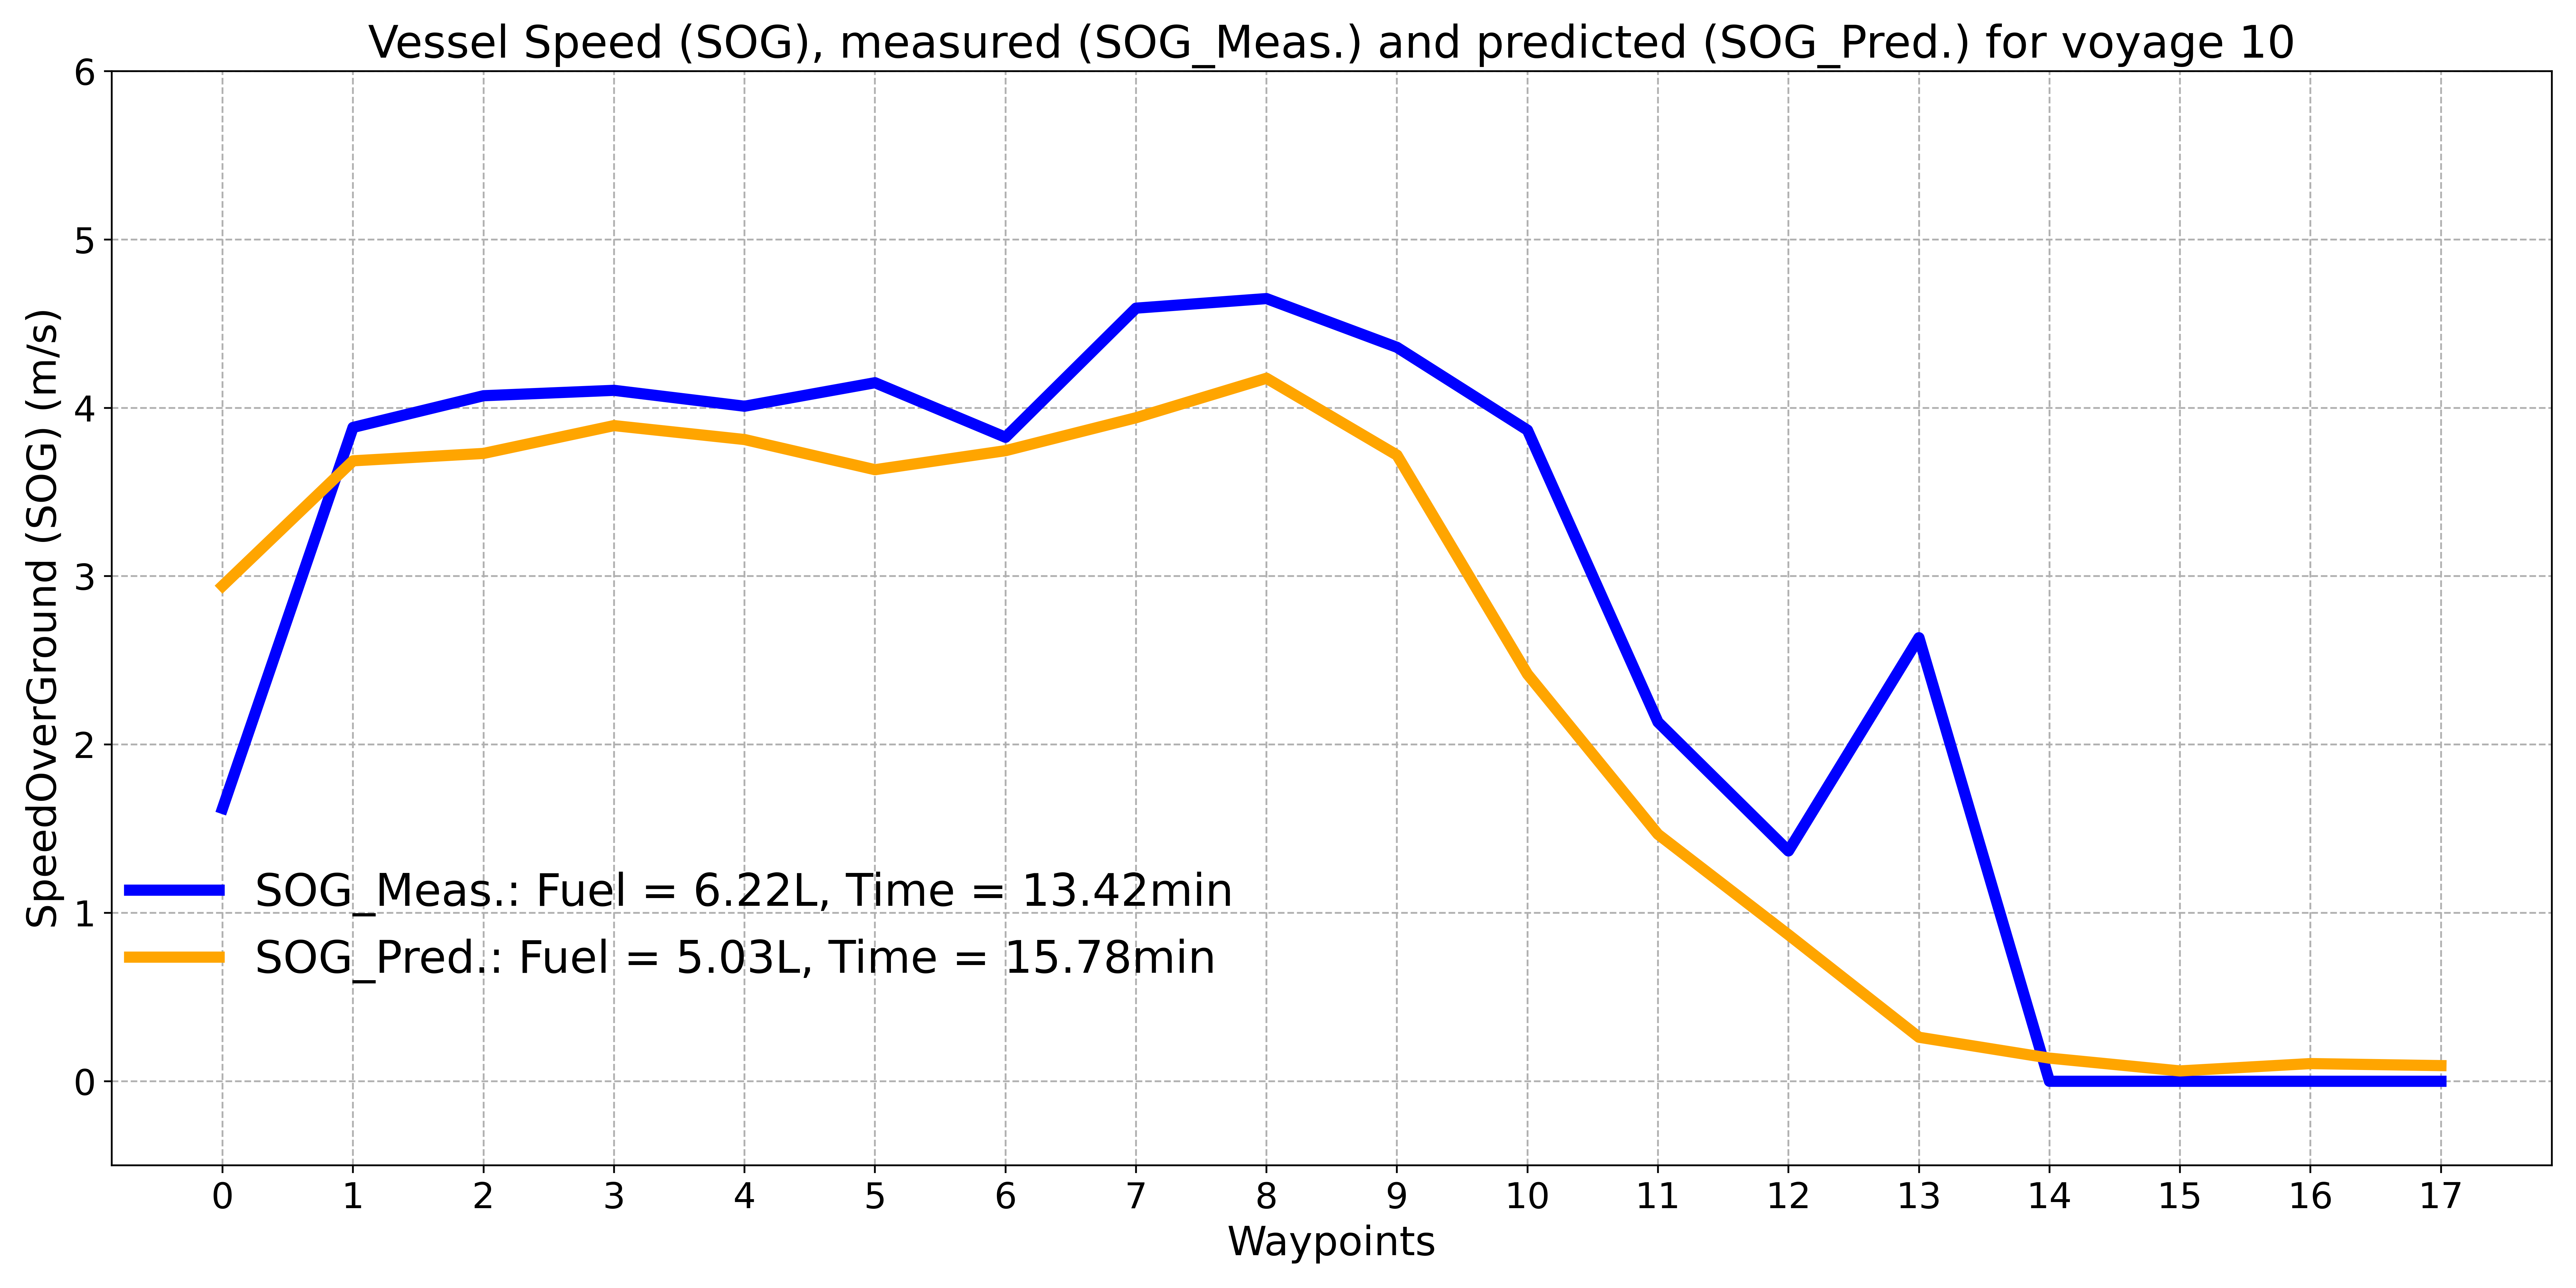 Vessel Speed (SOG), measured (SOG_Meas.) and predicted (SOG_Pred.) for voyage 10
SpeedOverGround (SOG) (m/s)
6
5
4
3
2
1
0
SOG_Meas.: Fuel = 6.22L, Time = 13.42min
SOG_Pred.: Fuel = 5.03L, Time = 15.78min
0 1 2 3 4 5 6 7 8 9 10 11 12 13 14 15 16 17
Waypoints